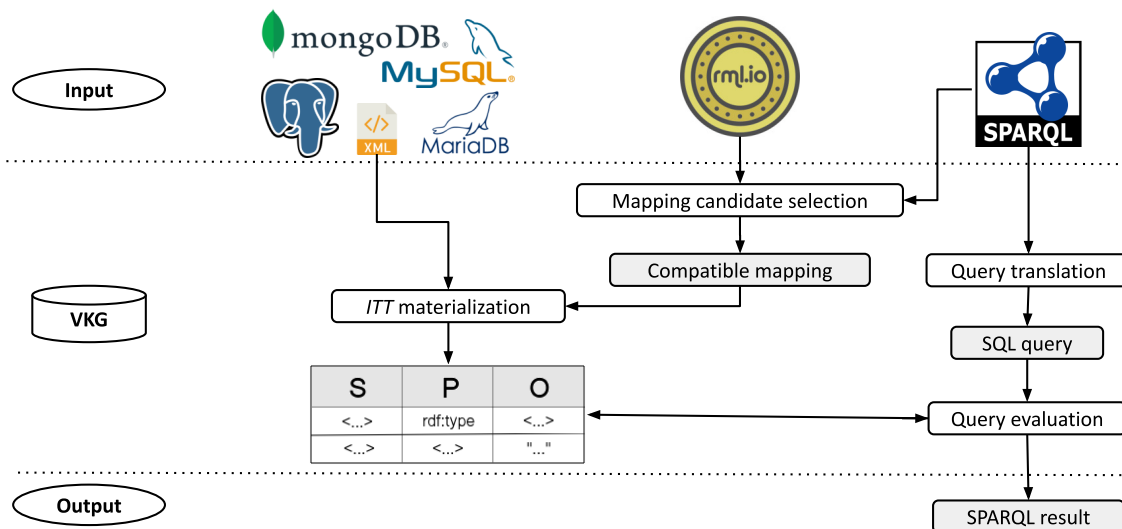 mongoDB®
MySQL®
</>
XML
MariaDB
rml.io
SPARQL
Input
Mapping candidate selection
Compatible mapping
Query translation
VKG
ITT materialization
SQL query
S P O
<...> rdf:type <...>
<...> <...> "..."
Query evaluation
Output
SPARQL result